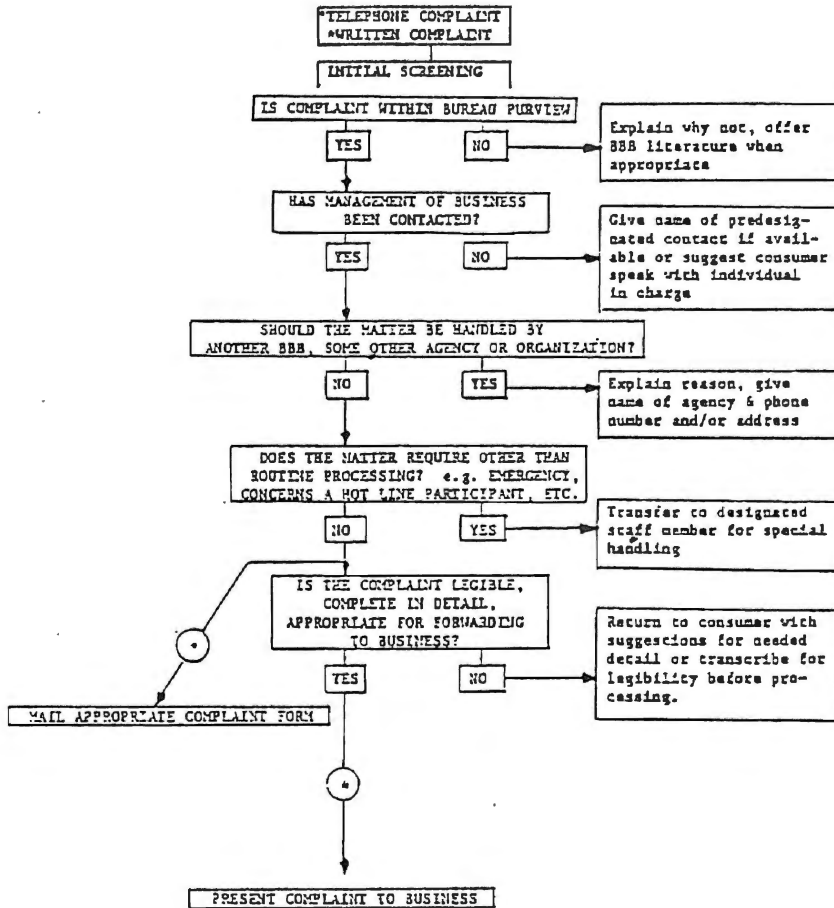 *TELEPHONE COMPLAINT
*WRITTEN COMPLAINT
INITIAL SCREENING
IS COMPLAINT WITHIN BUREAU PURVIEW
YES
NO
Explain why not, offer
BBB literature when
appropriate
HAS MANAGEMENT OF BUSINESS
BEEN CONTACTED?
YES
NO
Give name of predesig-
nated contact if avail-
able or suggest consumer
speak with individual
in charge
SHOULD THE MATTER BE HANDLED BY
ANOTHER BBB, SOME OTHER AGENCY OR ORGANIZATION?
NO
YES
Explain reason, give
name of agency & phone
number and/or address
DOES THE MATTER REQUIRE OTHER THAN
ROUTINE PROCESSING? e.g. EMERGENCY,
CONCERNS A HOT LINE PARTICIPANT, ETC.
NO
YES
Transfer to designated
staff member for special
handling
IS THE COMPLAINT LEGIBLE,
COMPLETE IN DETAIL,
APPROPRIATE FOR FORWARDING
TO BUSINESS?
YES
NO
Return to consumer with
suggestions for needed
detail or transcribe for
legibility before pro-
cessing.
MAIL APPROPRIATE COMPLAINT FORM
PRESENT COMPLAINT TO BUSINESS